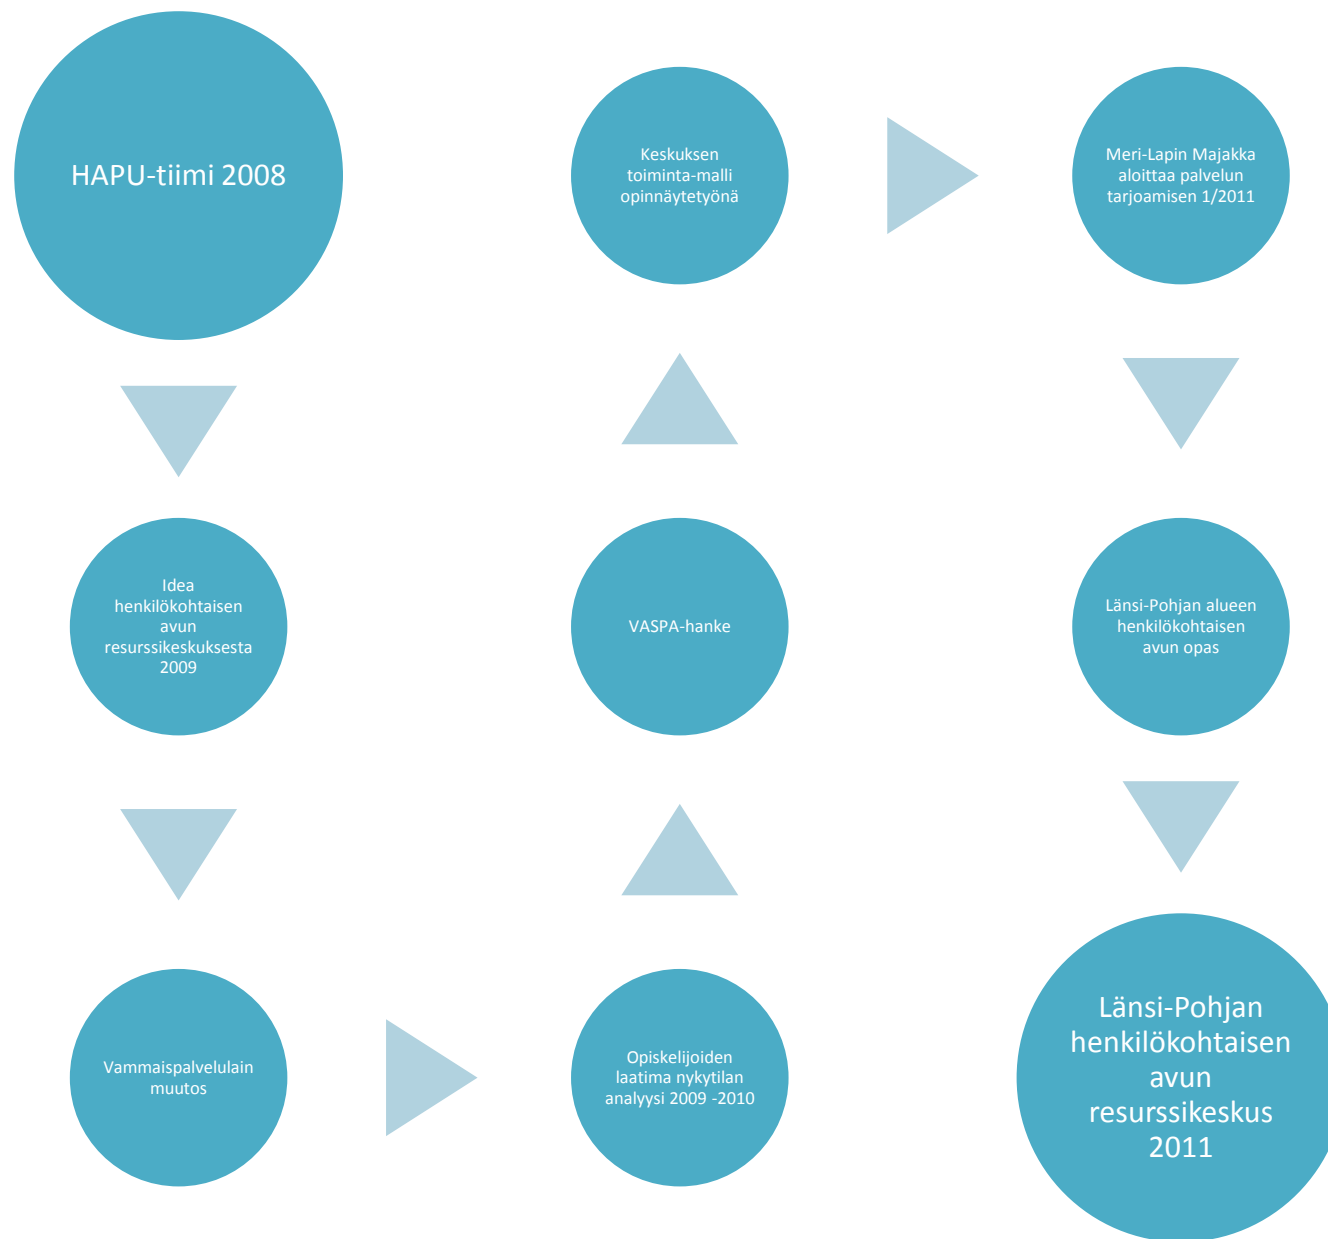 HAPU-tiimi 2008
Idea
henkilökohtaisen
avun
resurssikeskuksesta
2009
Vammaispalvelulain
muutos
Opiskelijoiden
laatima nykytilan
analyysi 2009 -2010
VASPA-hanke
Keskuksen
toiminta-malli
opinnäytetyönä
Meri-Lapin Majakka
aloittaa palvelun
tarjoamisen 1/2011
Länsi-Pohjan alueen
henkilökohtaisen
avun opas
Länsi-Pohjan
henkilökohtaisen
avun
resurssikeskus
2011